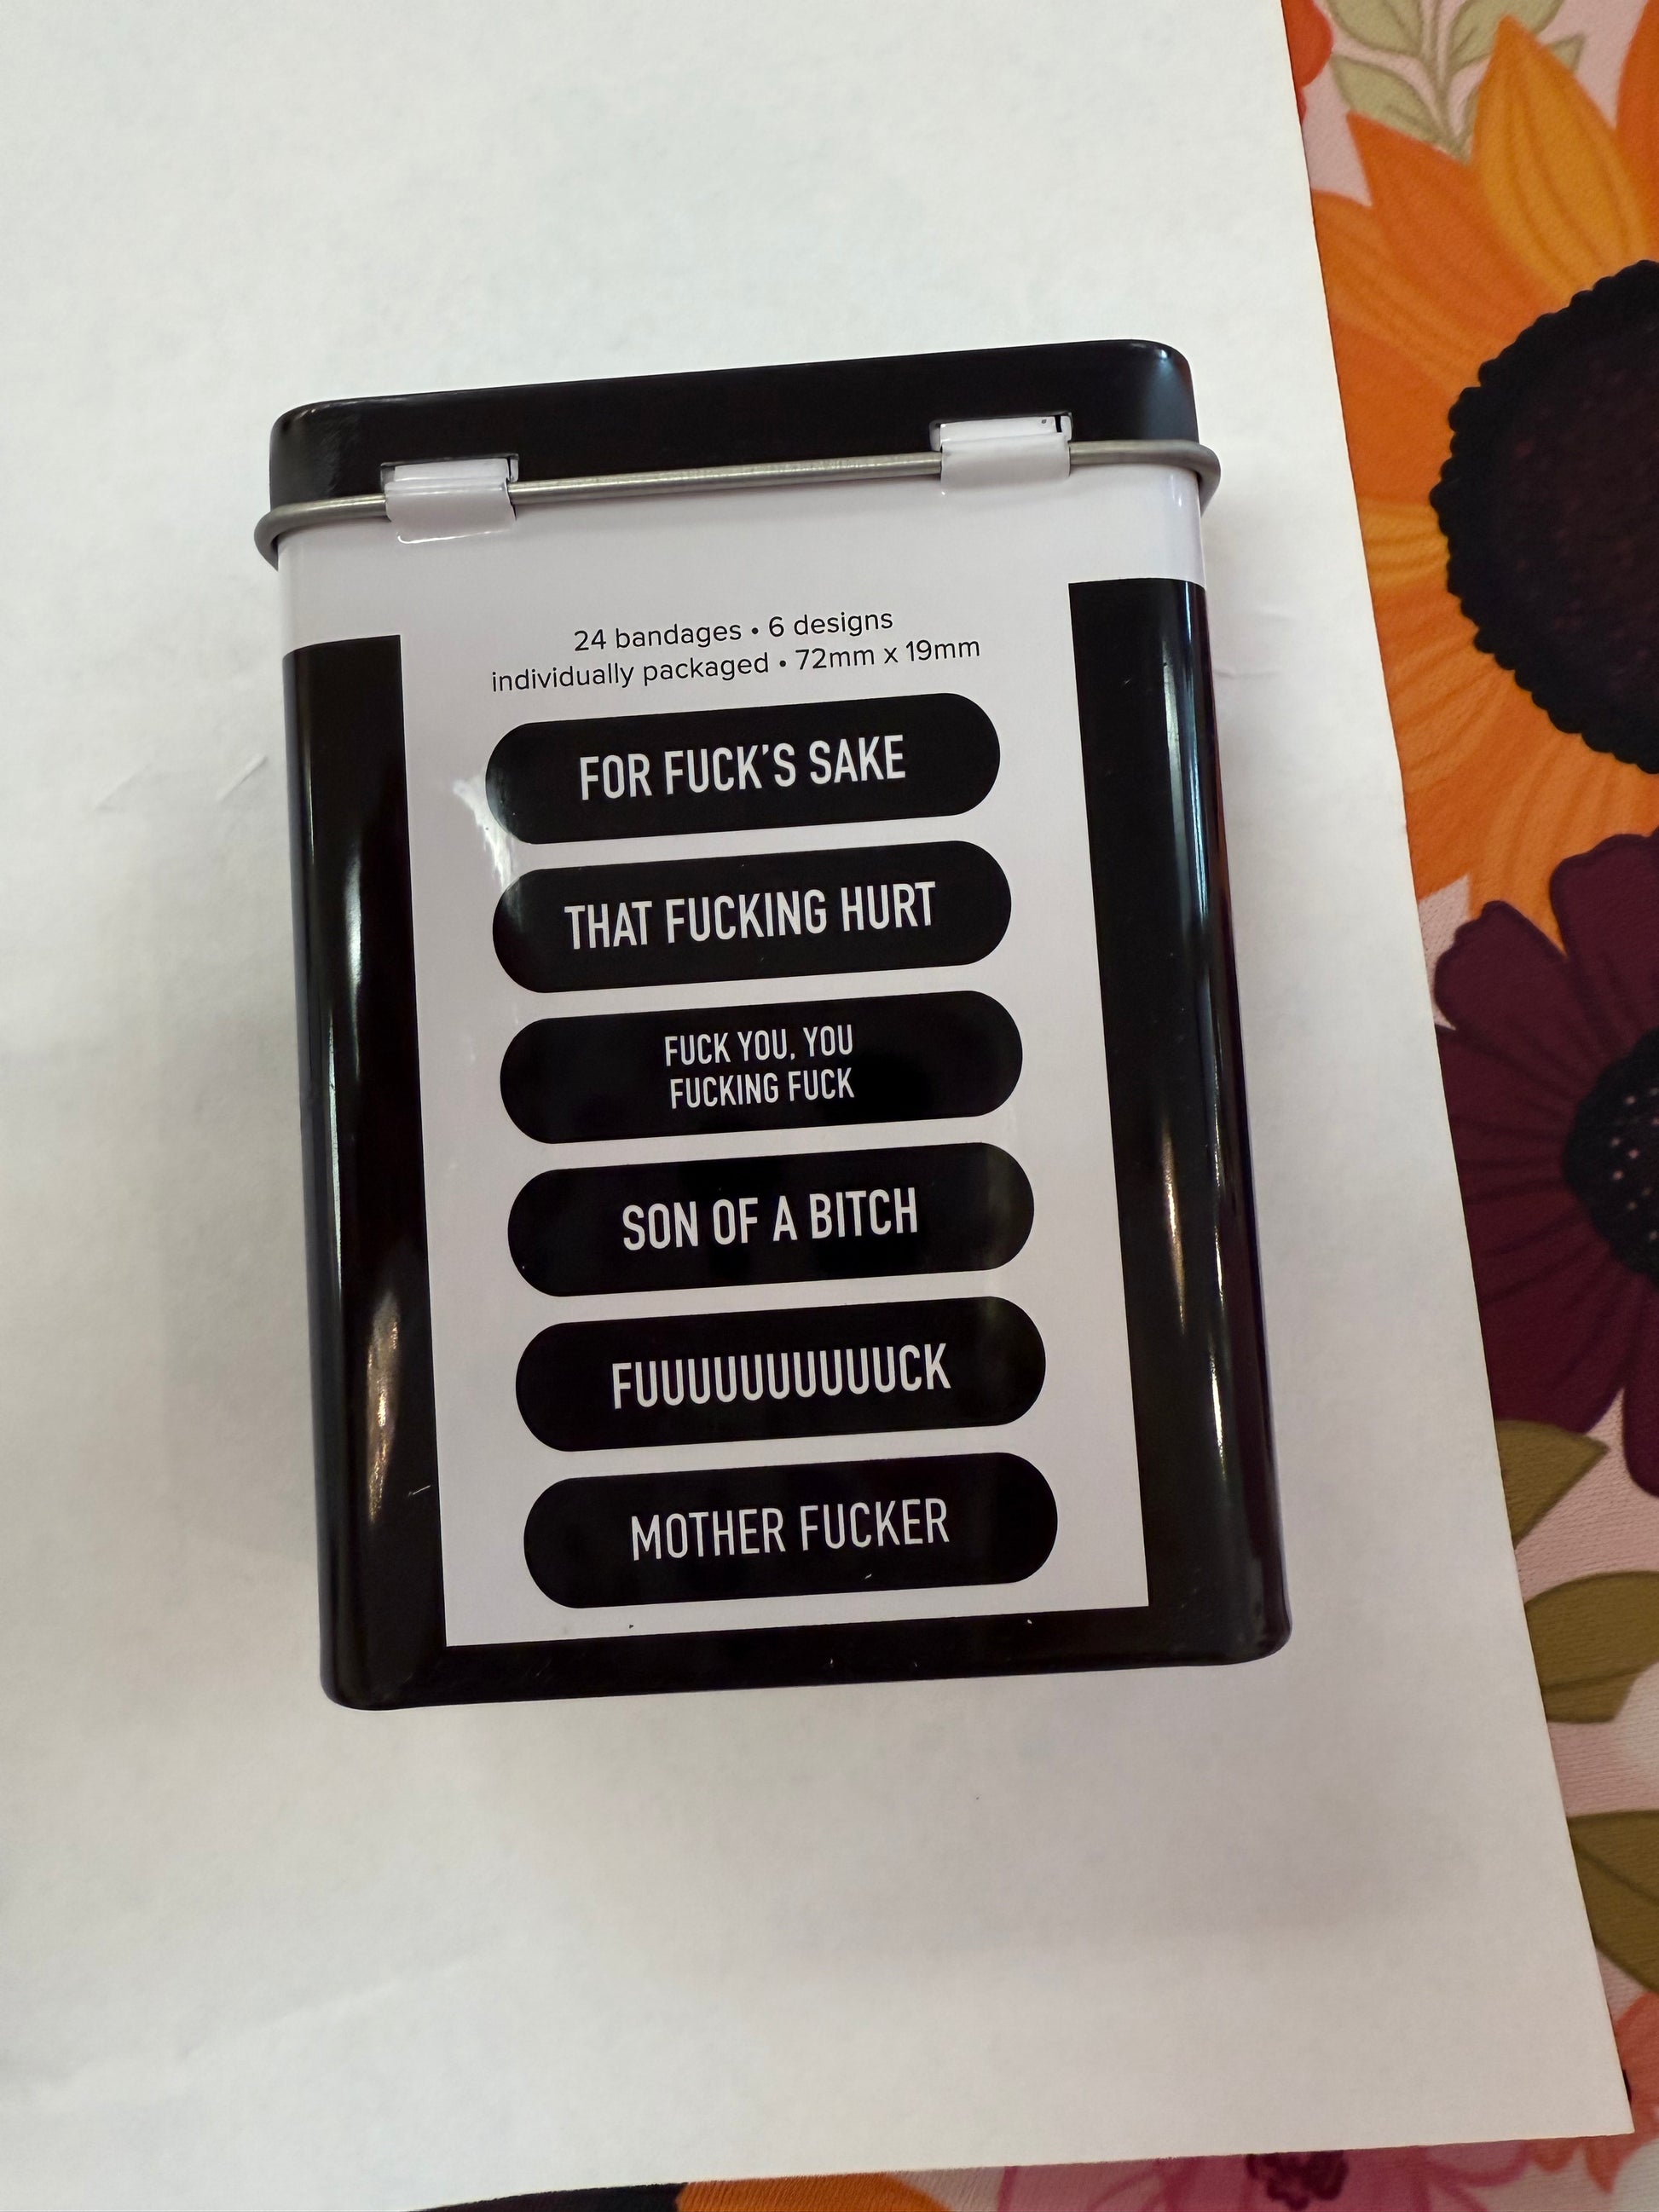 24 bandages • 6 designs
individually packaged • 72mm x 19mm
FOR FUCK'S SAKE
THAT FUCKING HURT
FUCK YOU, YOU
FUCKING FUCK
SON OF A BITCH
FUUUUUUUUUUUCK
MOTHER FUCKER